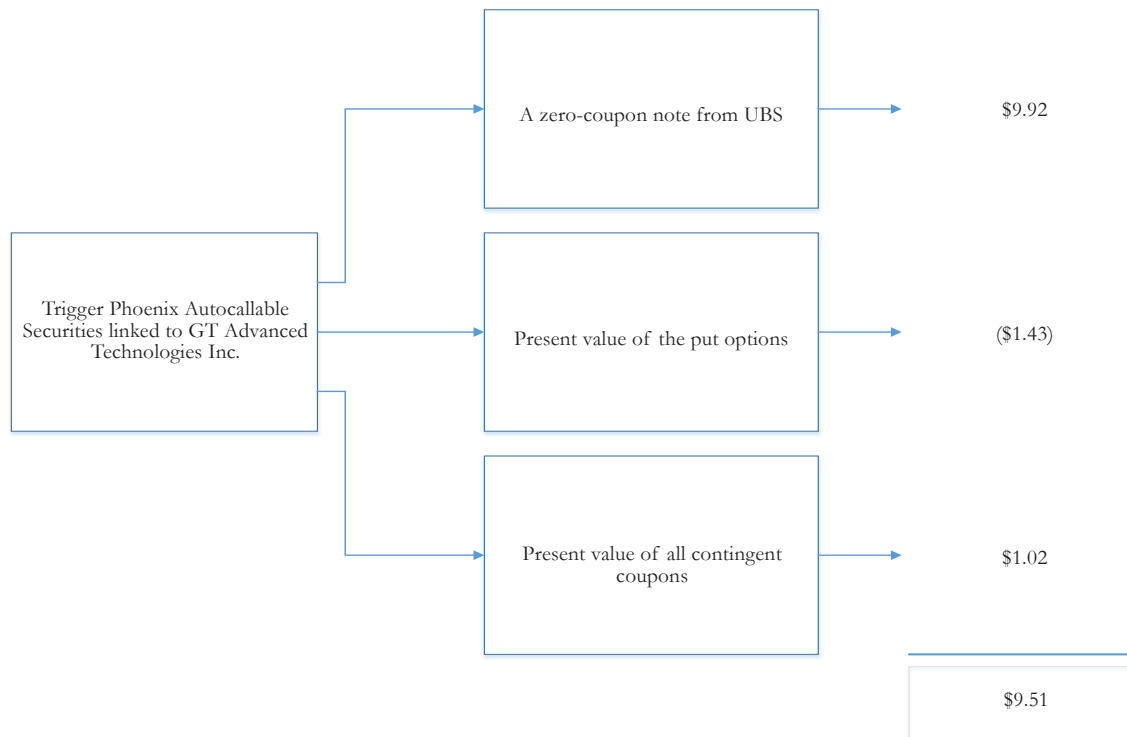 A zero-coupon note from UBS
$9.92
Trigger Phoenix Autocallable
Securities linked to GT Advanced
Technologies Inc.
Present value of the put options
($1.43)
Present value of all contingent
coupons
$1.02
$9.51